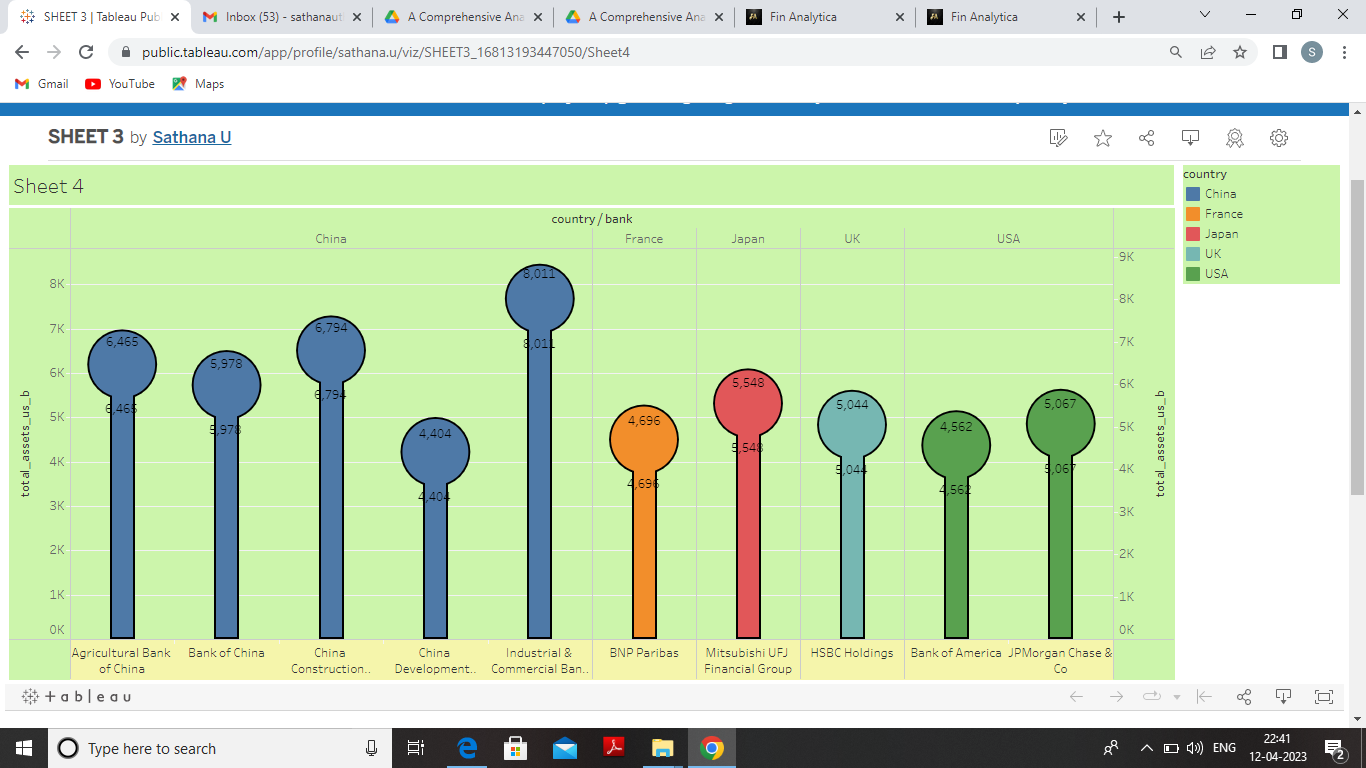 SHEET 3 | Tableau Pub
Inbox (53) - sathanaut
A Comprehensive Ana
A Comprehensive Ana
Fin Analytica
Fin Analytica
public.tableau.com/app/profile/sathana.u/viz/SHEET3_16813193447050/Sheet4
S
Gmail
YouTube
Maps
SHEET 3 by Sathana U
Sheet 4
country
China
France
Japan
UK
USA
country / bank
China
France
Japan
UK
USA
total_assets_us_b
8K
7K
6K
5K
4K
3K
2K
1K
0K
6,465
6,465
5,978
5,978
6,794
6,794
4,404
4,404
8,011
8,011
4,696
4,696
5,548
5,548
5,044
5,044
4,562
4,562
5,067
5,067
9K
8K
7K
6K
5K
4K
3K
2K
1K
0K
total_assets_us_b
Agricultural Bank
of China
Bank of China
China
Construction..
China
Development..
Industrial &
Commercial Ban..
BNP Paribas
Mitsubishi UFJ
Financial Group
HSBC Holdings
Bank of America
JPMorgan Chase &
Co
+ a b | e a u
Type here to search
ENG
22:41
12-04-2023
2